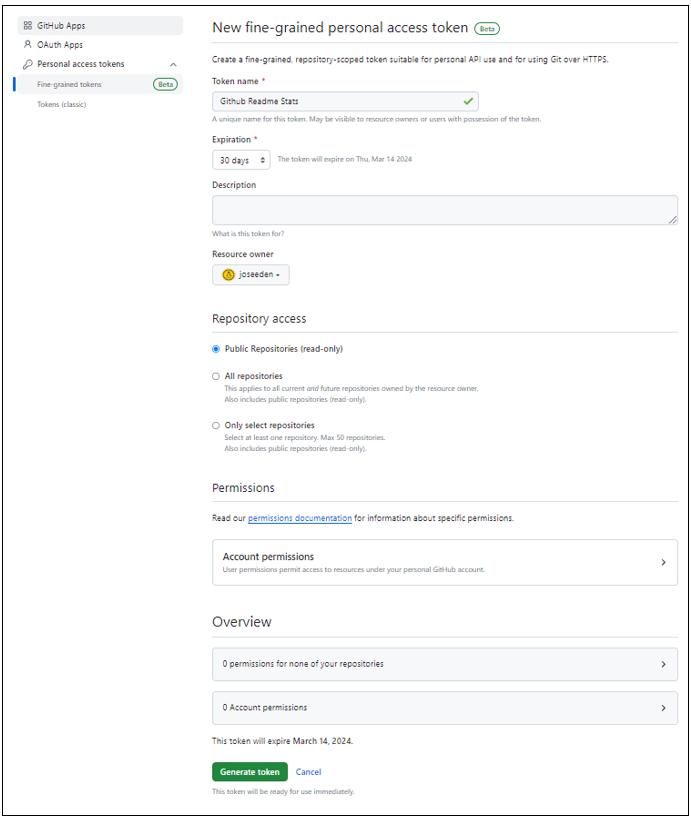 GitHub Apps
OAuth Apps
Personal access tokens
Fine-grained tokens Beta
Tokens (classic)
New fine-grained personal access token Beta
Create a fine-grained, repository-scoped token suitable for personal API use and for using Git over HTTPS.
Token name *
Github Readme Stats
A unique name for this token. May be visible to resource owners or users with possession of the token.
Expiration *
30 days The token will expire on Thu, Mar 14 2024
Description
What is this token for?
Resource owner
joseeden
Repository access
Public Repositories (read-only)
All repositories
This applies to all current and future repositories owned by the resource owner.
Also includes public repositories (read-only).
Only select repositories
Select at least one repository. Max 50 repositories.
Also includes public repositories (read-only).
Permissions
Read our permissions documentation for information about specific permissions.
Account permissions
User permissions permit access to resources under your personal GitHub account.
Overview
0 permissions for none of your repositories
0 Account permissions
This token will expire March 14, 2024.
Generate token Cancel
This token will be ready for use immediately.